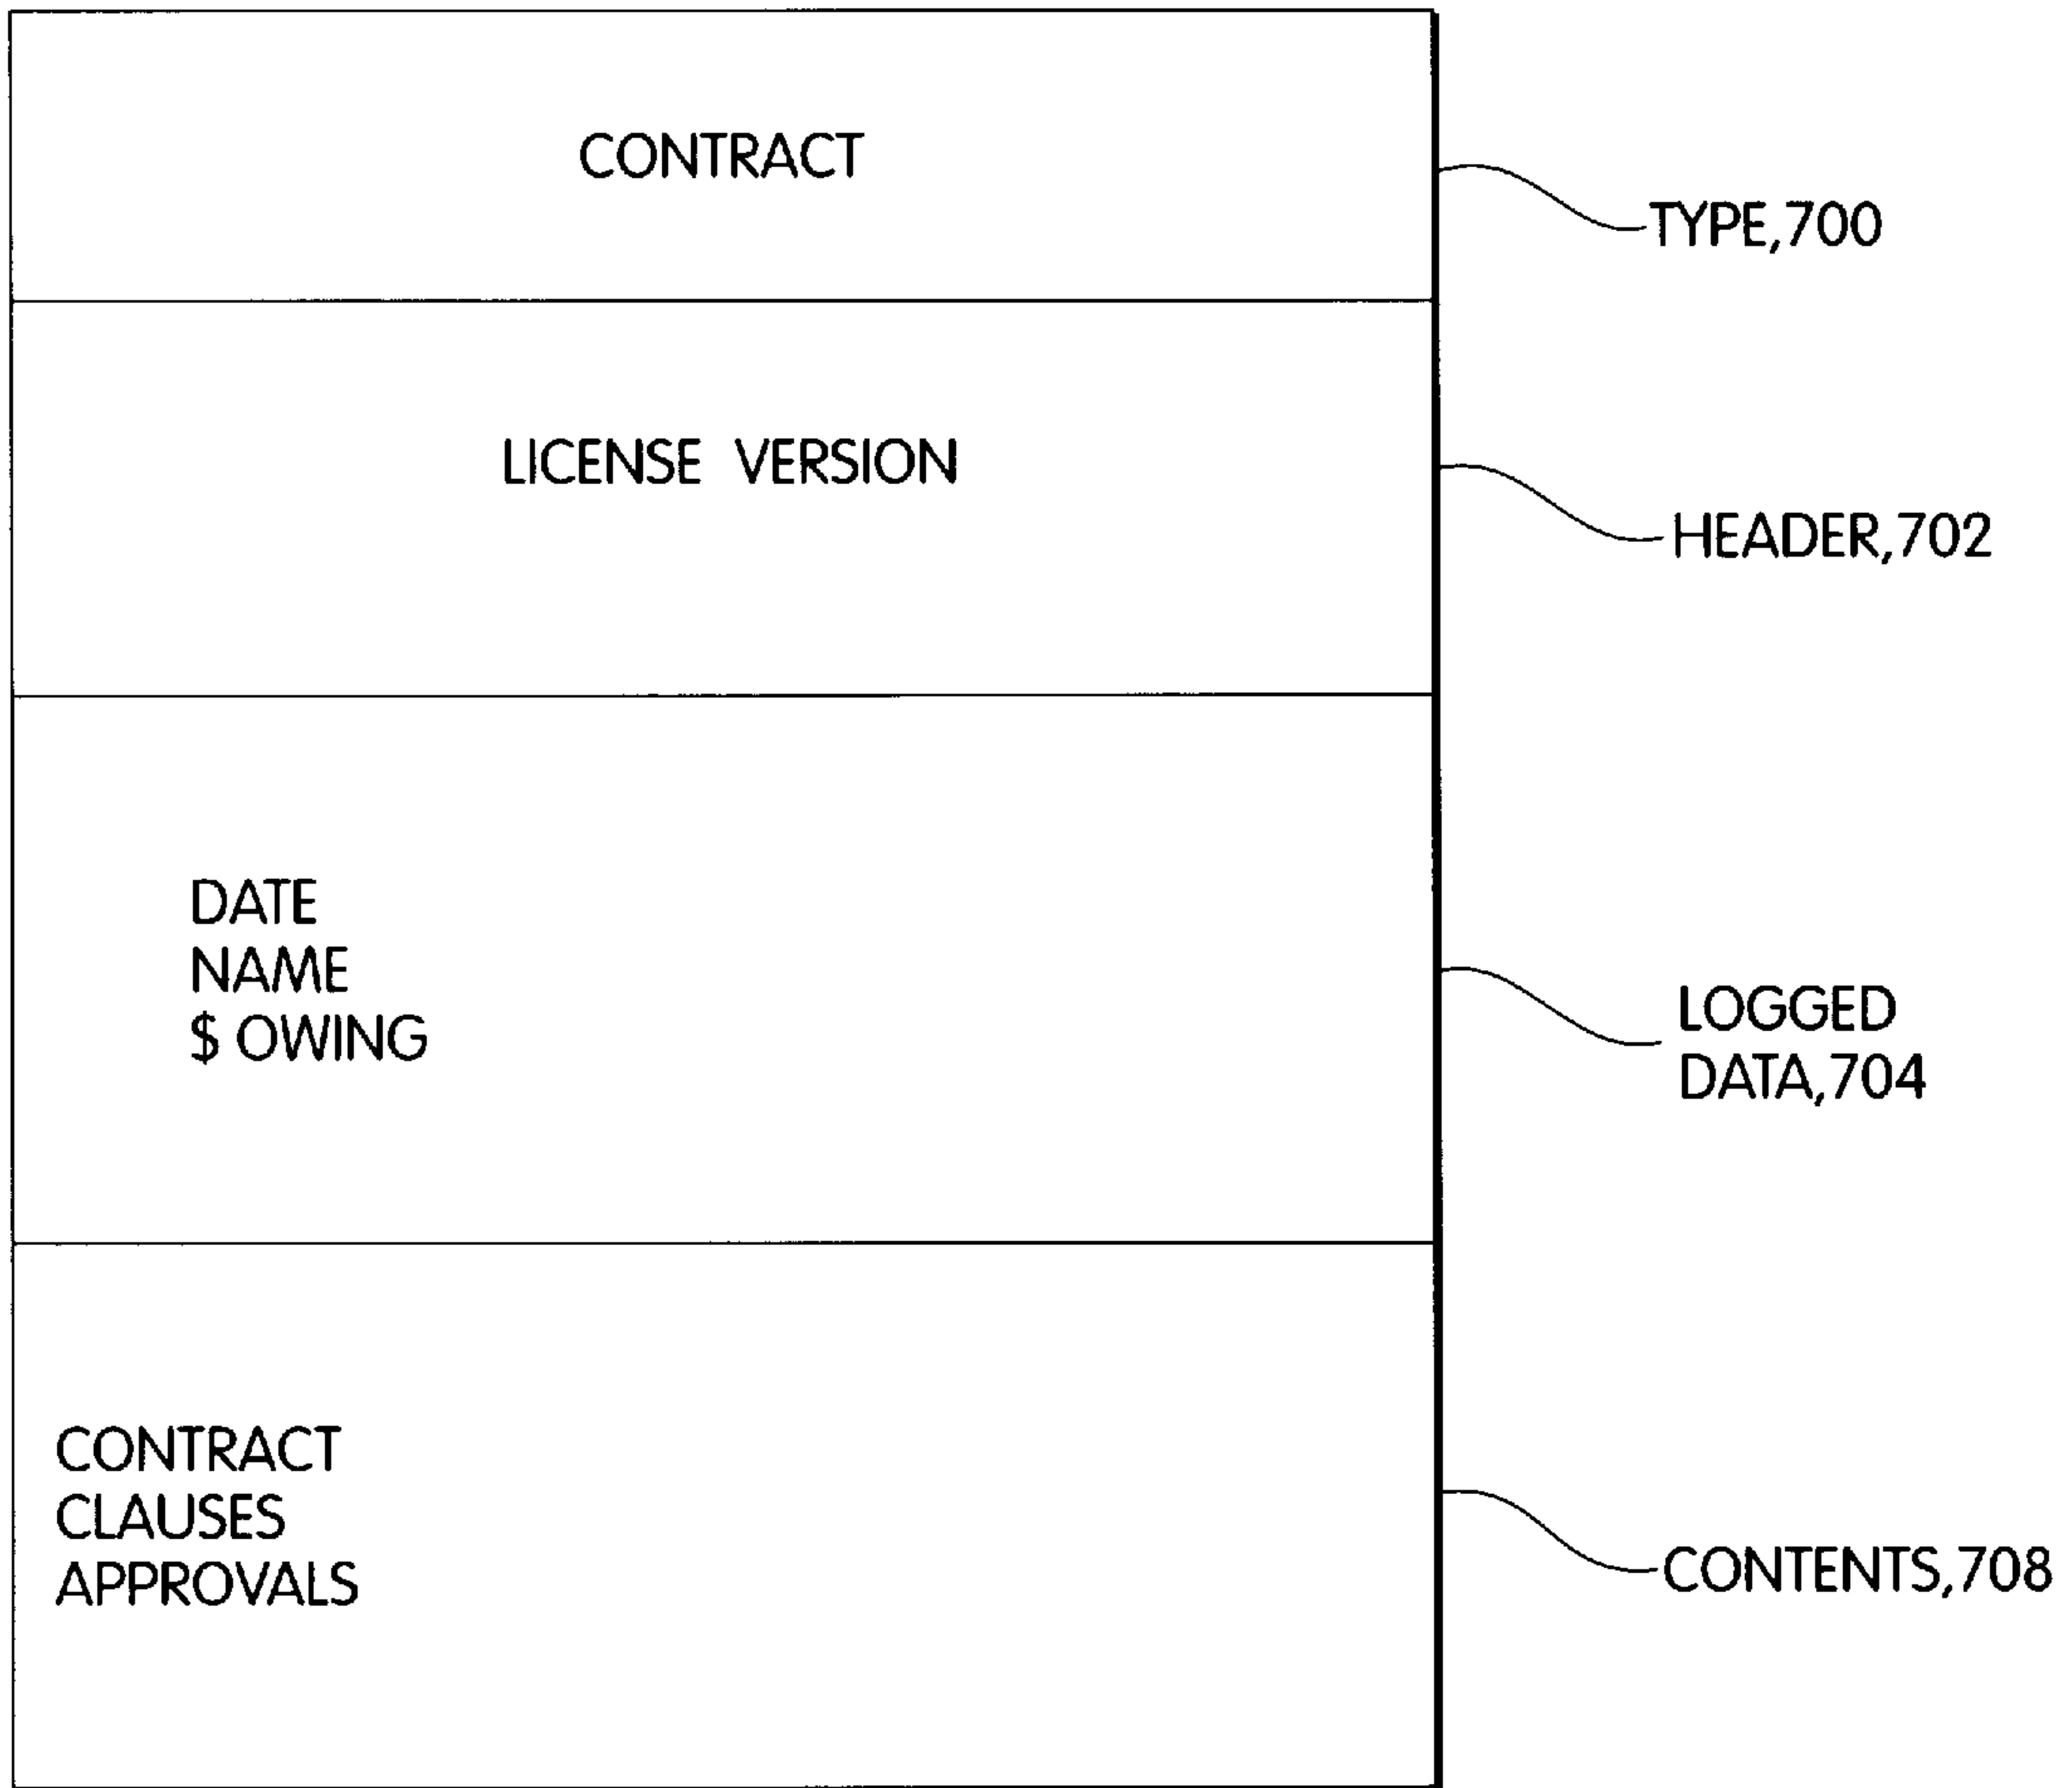 CONTRACT
TYPE,700
LICENSE VERSION
HEADER,702
DATE
NAME
$ OWING
LOGGED
DATA,704
CONTRACT
CLAUSES
APPROVALS
CONTENTS,708